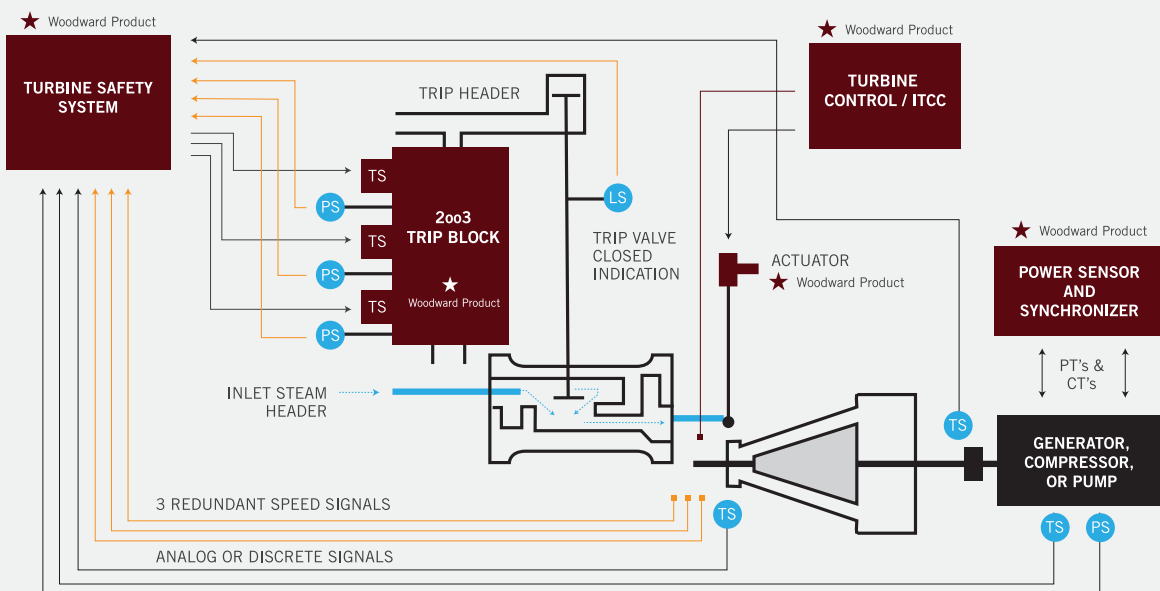 Woodward Product
TURBINE SAFETY
SYSTEM
TRIP HEADER
Woodward Product
TURBINE
CONTROL / ITCC
TS
PS
TS
PS
TS
PS
2oo3
TRIP BLOCK
Woodward Product
LS
TRIP VALVE
CLOSED
INDICATION
ACTUATOR
Woodward Product
Woodward Product
POWER SENSOR
AND
SYNCHRONIZER
PT's &
CT's
INLET STEAM
HEADER
TS
GENERATOR,
COMPRESSOR,
OR PUMP
3 REDUNDANT SPEED SIGNALS
TS
TS
PS
ANALOG OR DISCRETE SIGNALS